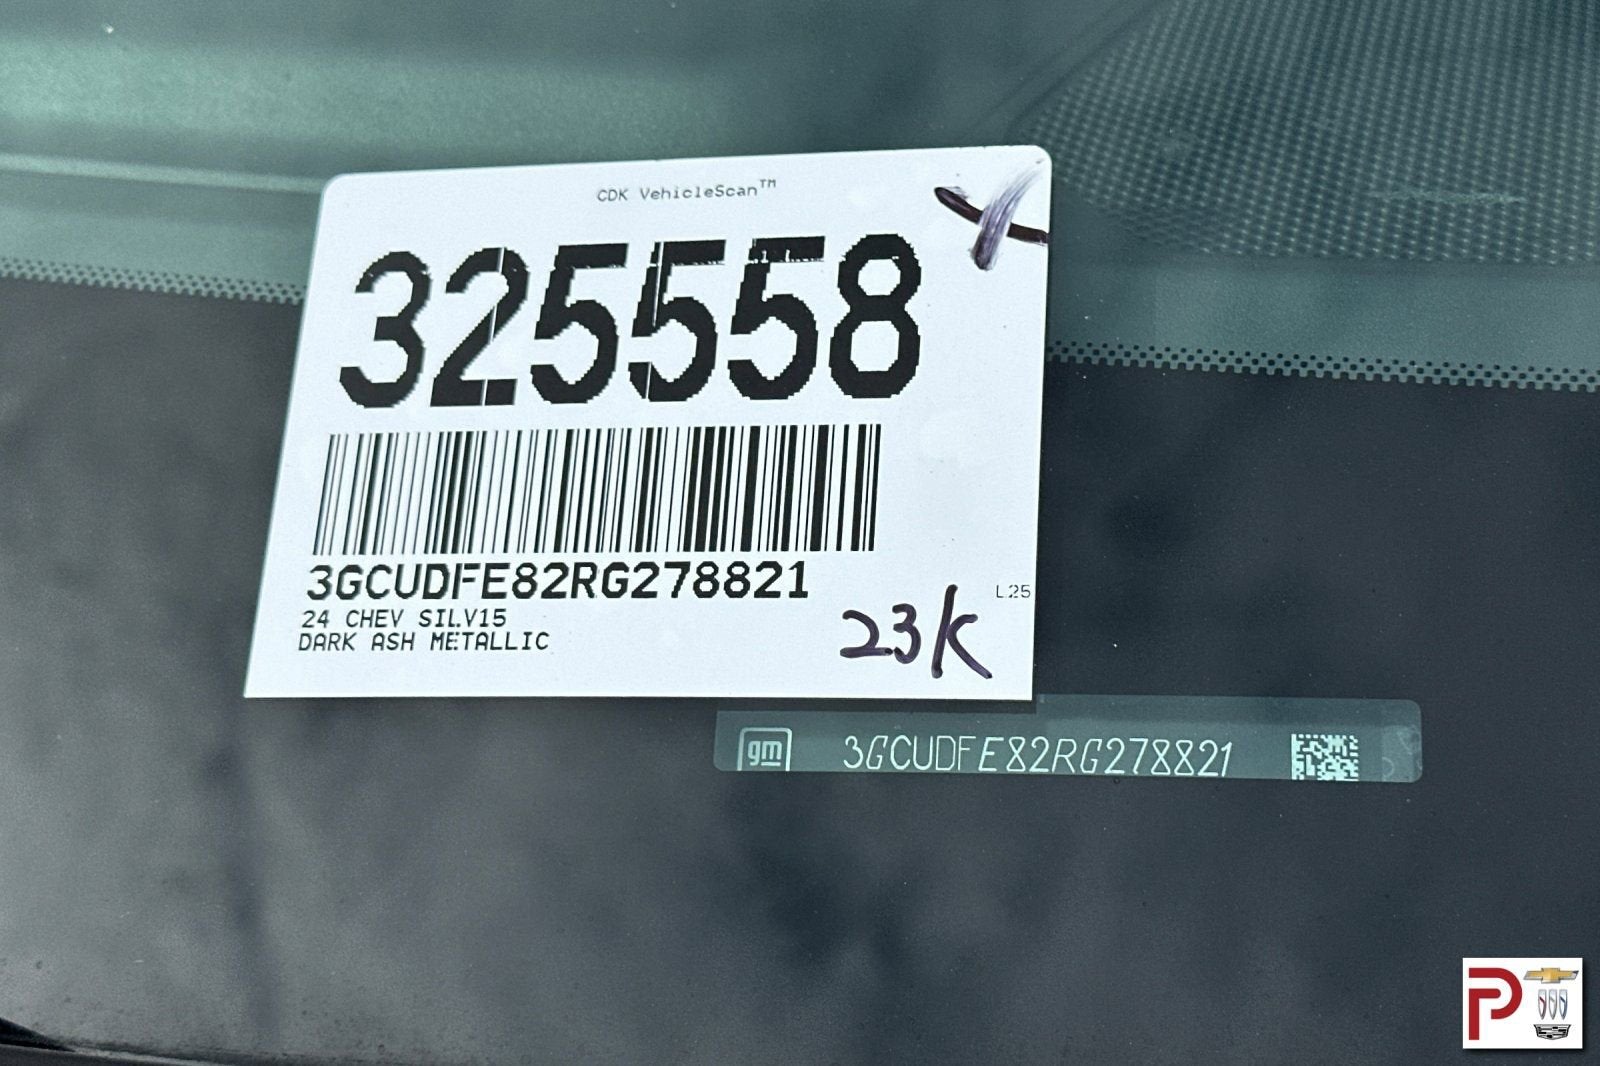 CDK VehicleScan™
325558
3GCUDFE82RG278821
24 CHEV SILV15
DARK ASH METALLIC
23K
L25
gm 3GCUDFE82RG278821
P